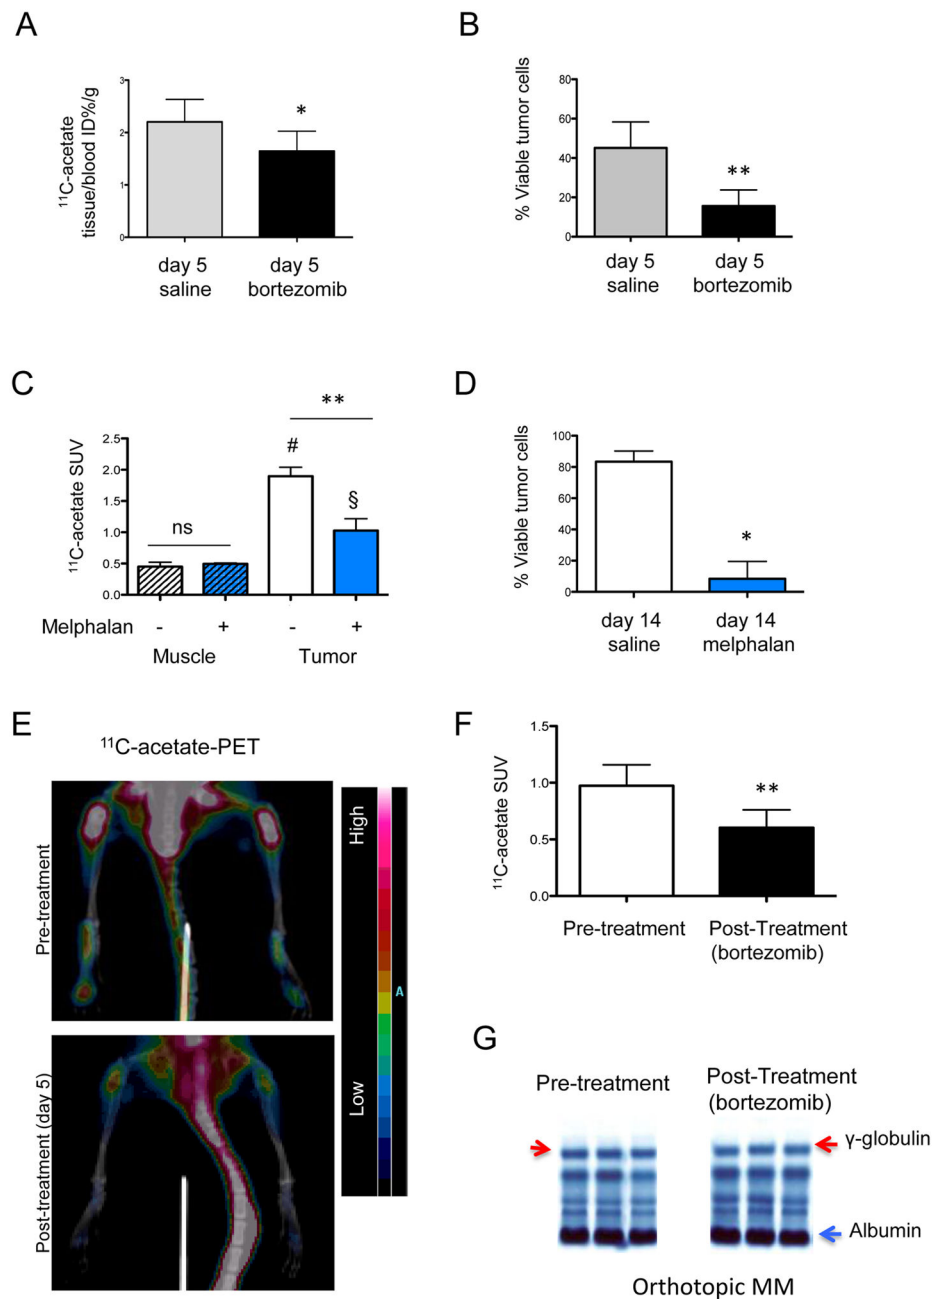 A
¹¹C-acetate
tissue/blood ID%/g
3
2
1
0
*
day 5
saline
day 5
bortezomib
B
% Viable tumor cells
80
60
40
20
0
**
day 5
saline
day 5
bortezomib
C
¹¹C-acetate SUV
2.5
2.0
1.5
1.0
0.5
0.0
ns
**
#
§
Melphalan - + - +
Muscle Tumor
D
% Viable tumor cells
100
80
60
40
20
0
*
day 14
saline
day 14
melphalan
E
¹¹C-acetate-PET
Pre-treatment
Post-treatment (day 5)
High
Low
A
F
¹¹C-acetate SUV
1.5
1.0
0.5
0.0
**
Pre-treatment
Post-Treatment
(bortezomib)
G
Pre-treatment
Post-Treatment
(bortezomib)
γ-globulin
Albumin
Orthotopic MM